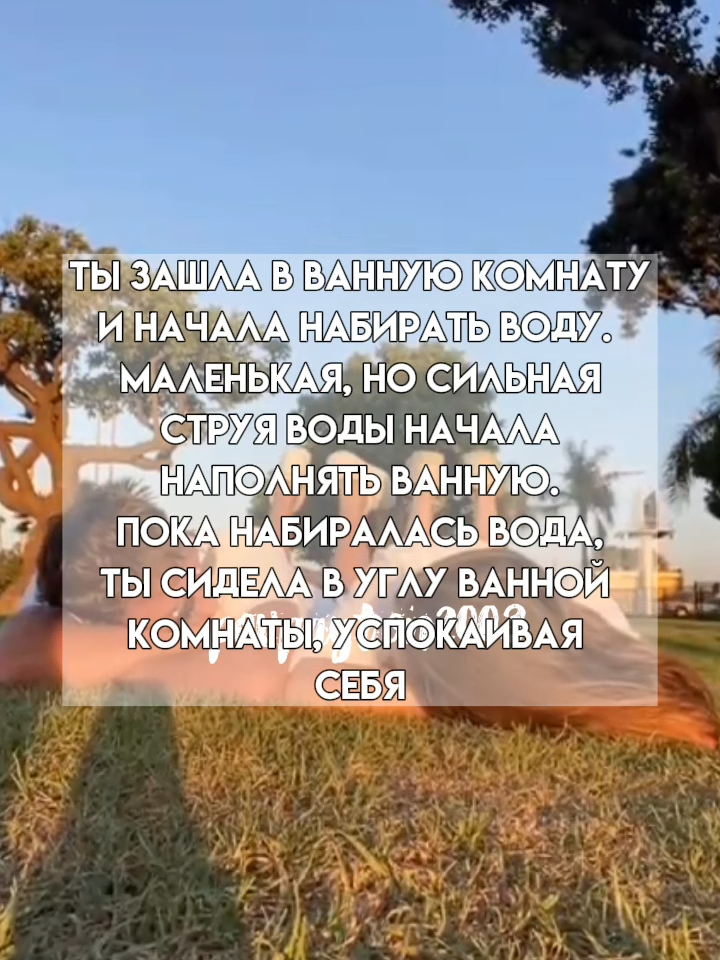 ТЫ ЗАШЛА В ВАННУЮ КОМНАТУ
И НАЧАЛА НАБИРАТЬ ВОДУ.
МАЛЕНЬКАЯ, НО СИЛЬНАЯ
СТРУЯ ВОДЫ НАЧАЛА
НАПОЛНЯТЬ ВАННУЮ.
ПОКА НАБИРАЛАСЬ ВОДА,
ТЫ СИДЕЛА В УГЛУ ВАННОЙ
КОМНАТЫ, УСПОКАИВАЯ
СЕБЯ